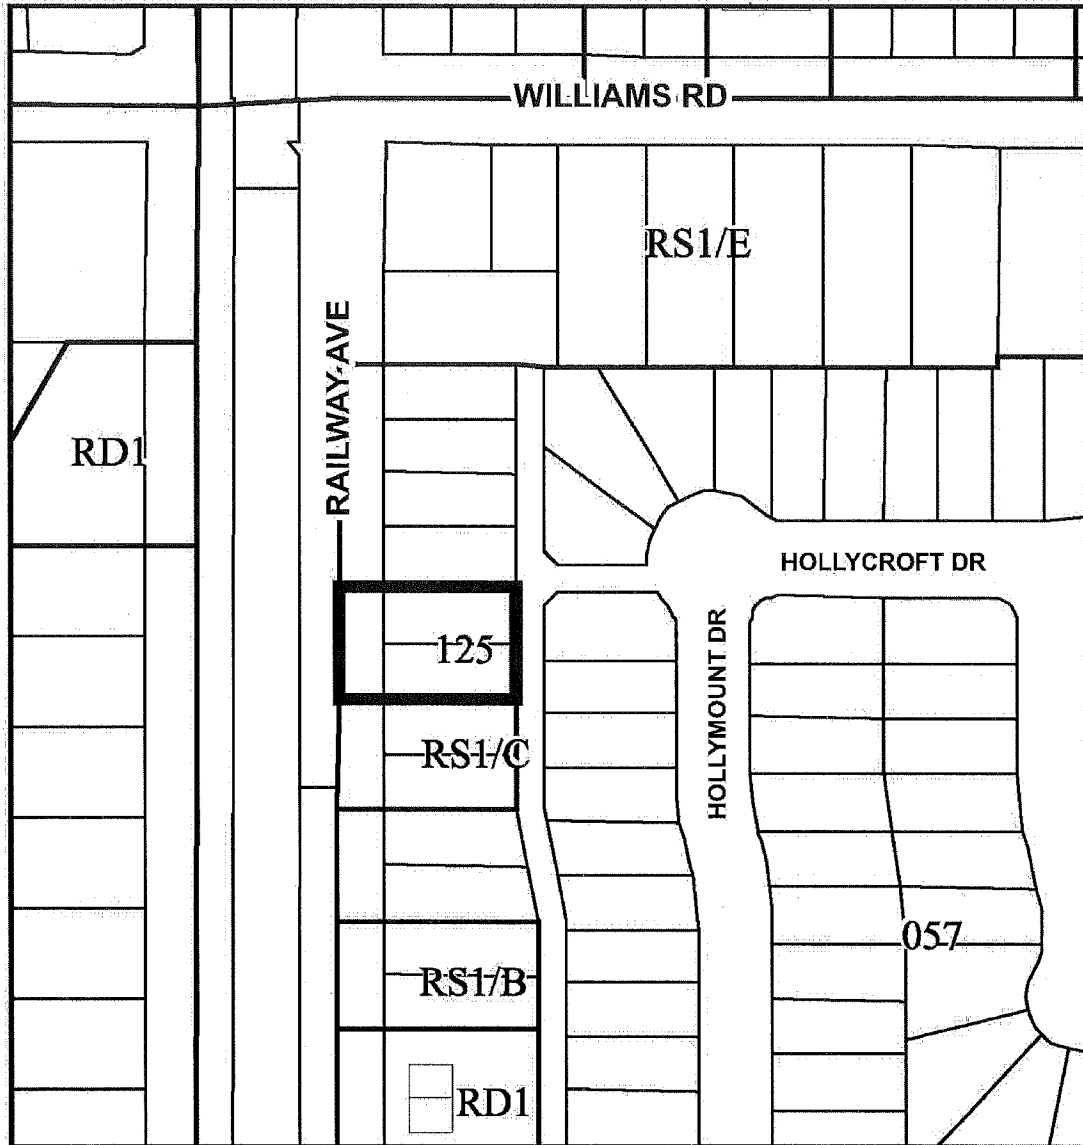 WILLIAMS RD
RS1/E
RAILWAY AVE
RD1
HOLLYCROFT DR
125
HOLLYMOUNT DR
RS1/C
057
RS1/B
RD1